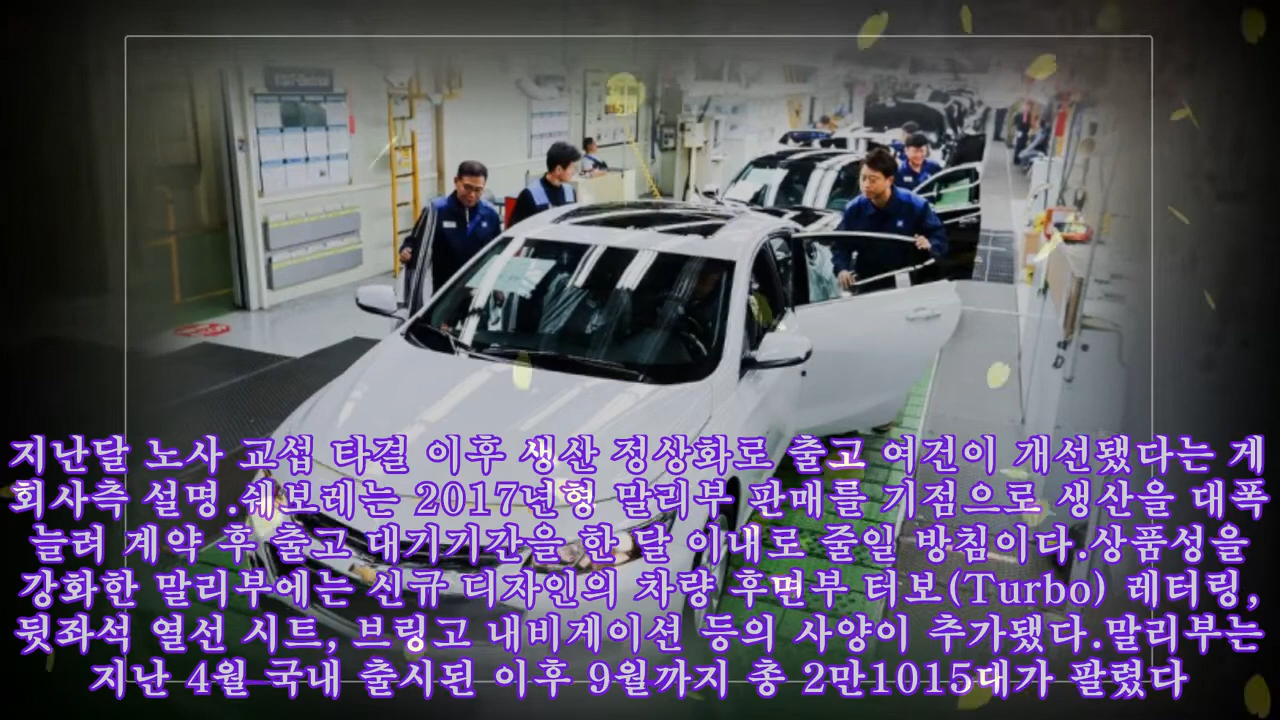 지난달 노사 교섭 타결 이후 생산 정상화로 출고 여건이 개선됐다는 게
회사측 설명.쉐보레는 2017년형 말리부 판매를 기점으로 생산을 대폭
늘려 계약 후 출고 대기기간을 한 달 이내로 줄일 방침이다.상품성을
강화한 말리부에는 신규 디자인의 차량 후면부 터보(Turbo) 레터링,
뒷좌석 열선 시트, 브링고 내비게이션 등의 사양이 추가됐다.말리부는
지난 4월 국내 출시된 이후 9월까지 총 2만1015대가 팔렸다